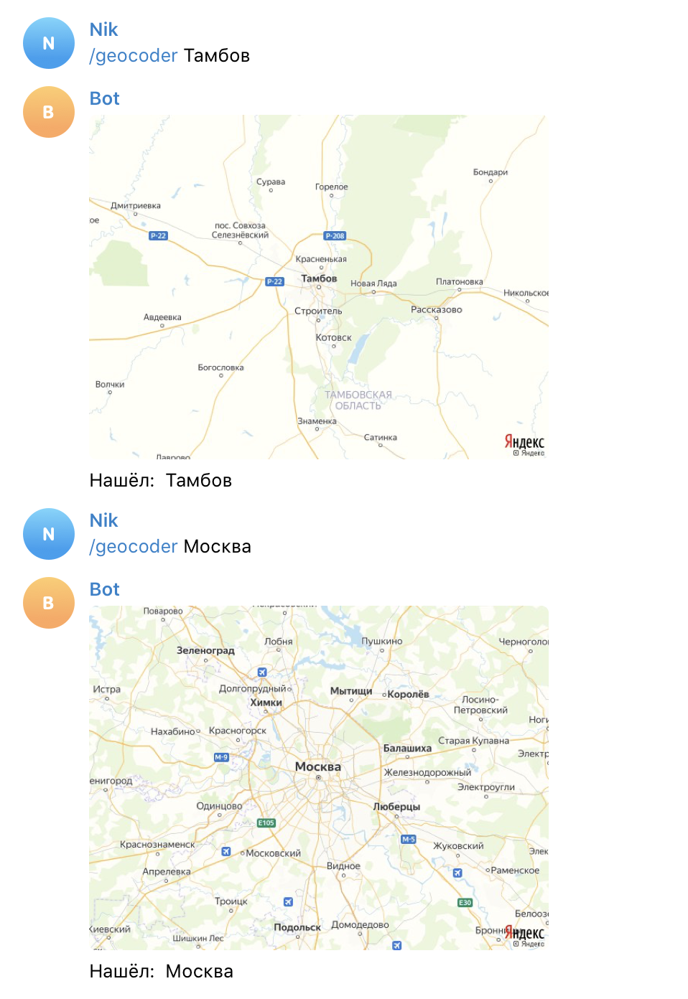 N
Nik
/geocoder Тамбов
B
Bot
Бондари
Сурава
Горелое
Дмитриевка
ое
пос. Совхоза
Селезнёвский
Р-22
Р-208
Красненькая
Тамбов
Р-22
Новая Ляда
Платоновка
Никольское
Строитель
Рассказово
Авдеевка
Котовск
Богословка
Волчки
ТАМБОВСКАЯ
ОБЛАСТЬ
Знаменка
Сатинка
Яндекс
© Яндекс
Лаврово
Нашёл: Тамбов
N
Nik
/geocoder Москва
B
Bot
Поварово
Лобня
Пушкино
Черноголо
Зеленоград
Истра
Долгопрудный
Мытищи
Королёв
Химки
Лосино-
Петровский
Ноги
Нахабино
Красногорск
Старая Купавна
Балашиха
Электр
М-9
Москва
Железнодорожный
енигород
Электроугли
Одинцово
Люберцы
Е105
М-5
Краснознаменск
Московский
Жуковский
Элек
Апрелевка
Видное
Раменское
Троицк
Е30
Белооз
Киевский
Подольск
Домодедово
Бронни
Яндекс
Шишкин Лес
© Яндекс
Нашёл: Москва